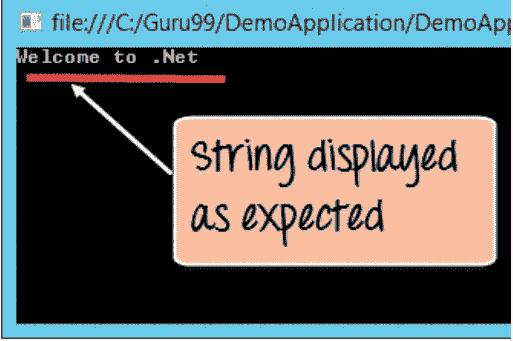 file:///C:/Guru99/DemoApplication/DemoApp
Welcome to .Net
string displayed
as expected